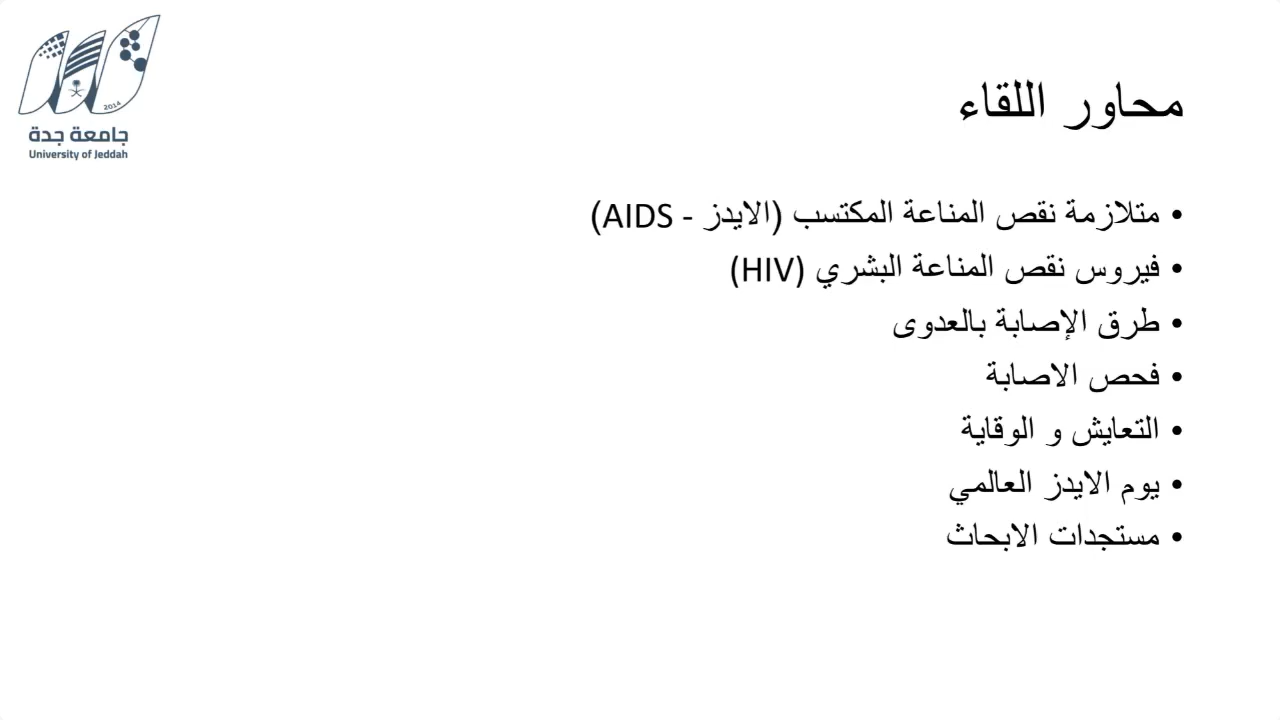 2014
جامعة جدة
University of Jeddah
محاور اللقاء
• متلازمة نقص المناعة المكتسب (الايدز - AIDS)
• فيروس نقص المناعة البشري (HIV)
• طرق الإصابة بالعدوى
• فحص الاصابة
• التعايش و الوقاية
• يوم الايدز العالمي
• مستجدات الابحاث